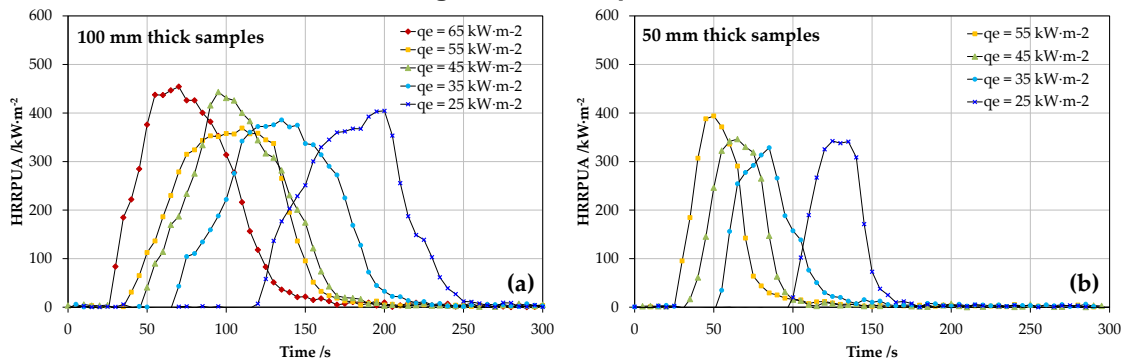 100 mm thick samples
HRRPUA /kW·m-2
600
500
400
300
200
100
0
qe = 65 kW·m-2
qe = 55 kW·m-2
qe = 45 kW·m-2
qe = 35 kW·m-2
qe = 25 kW·m-2
(a)
0 50 100 150 200 250 300
Time /s
50 mm thick samples
HRRPUA /kW·m-2
600
500
400
300
200
100
0
qe = 55 kW·m-2
qe = 45 kW·m-2
qe = 35 kW·m-2
qe = 25 kW·m-2
(b)
0 50 100 150 200 250 300
Time /s